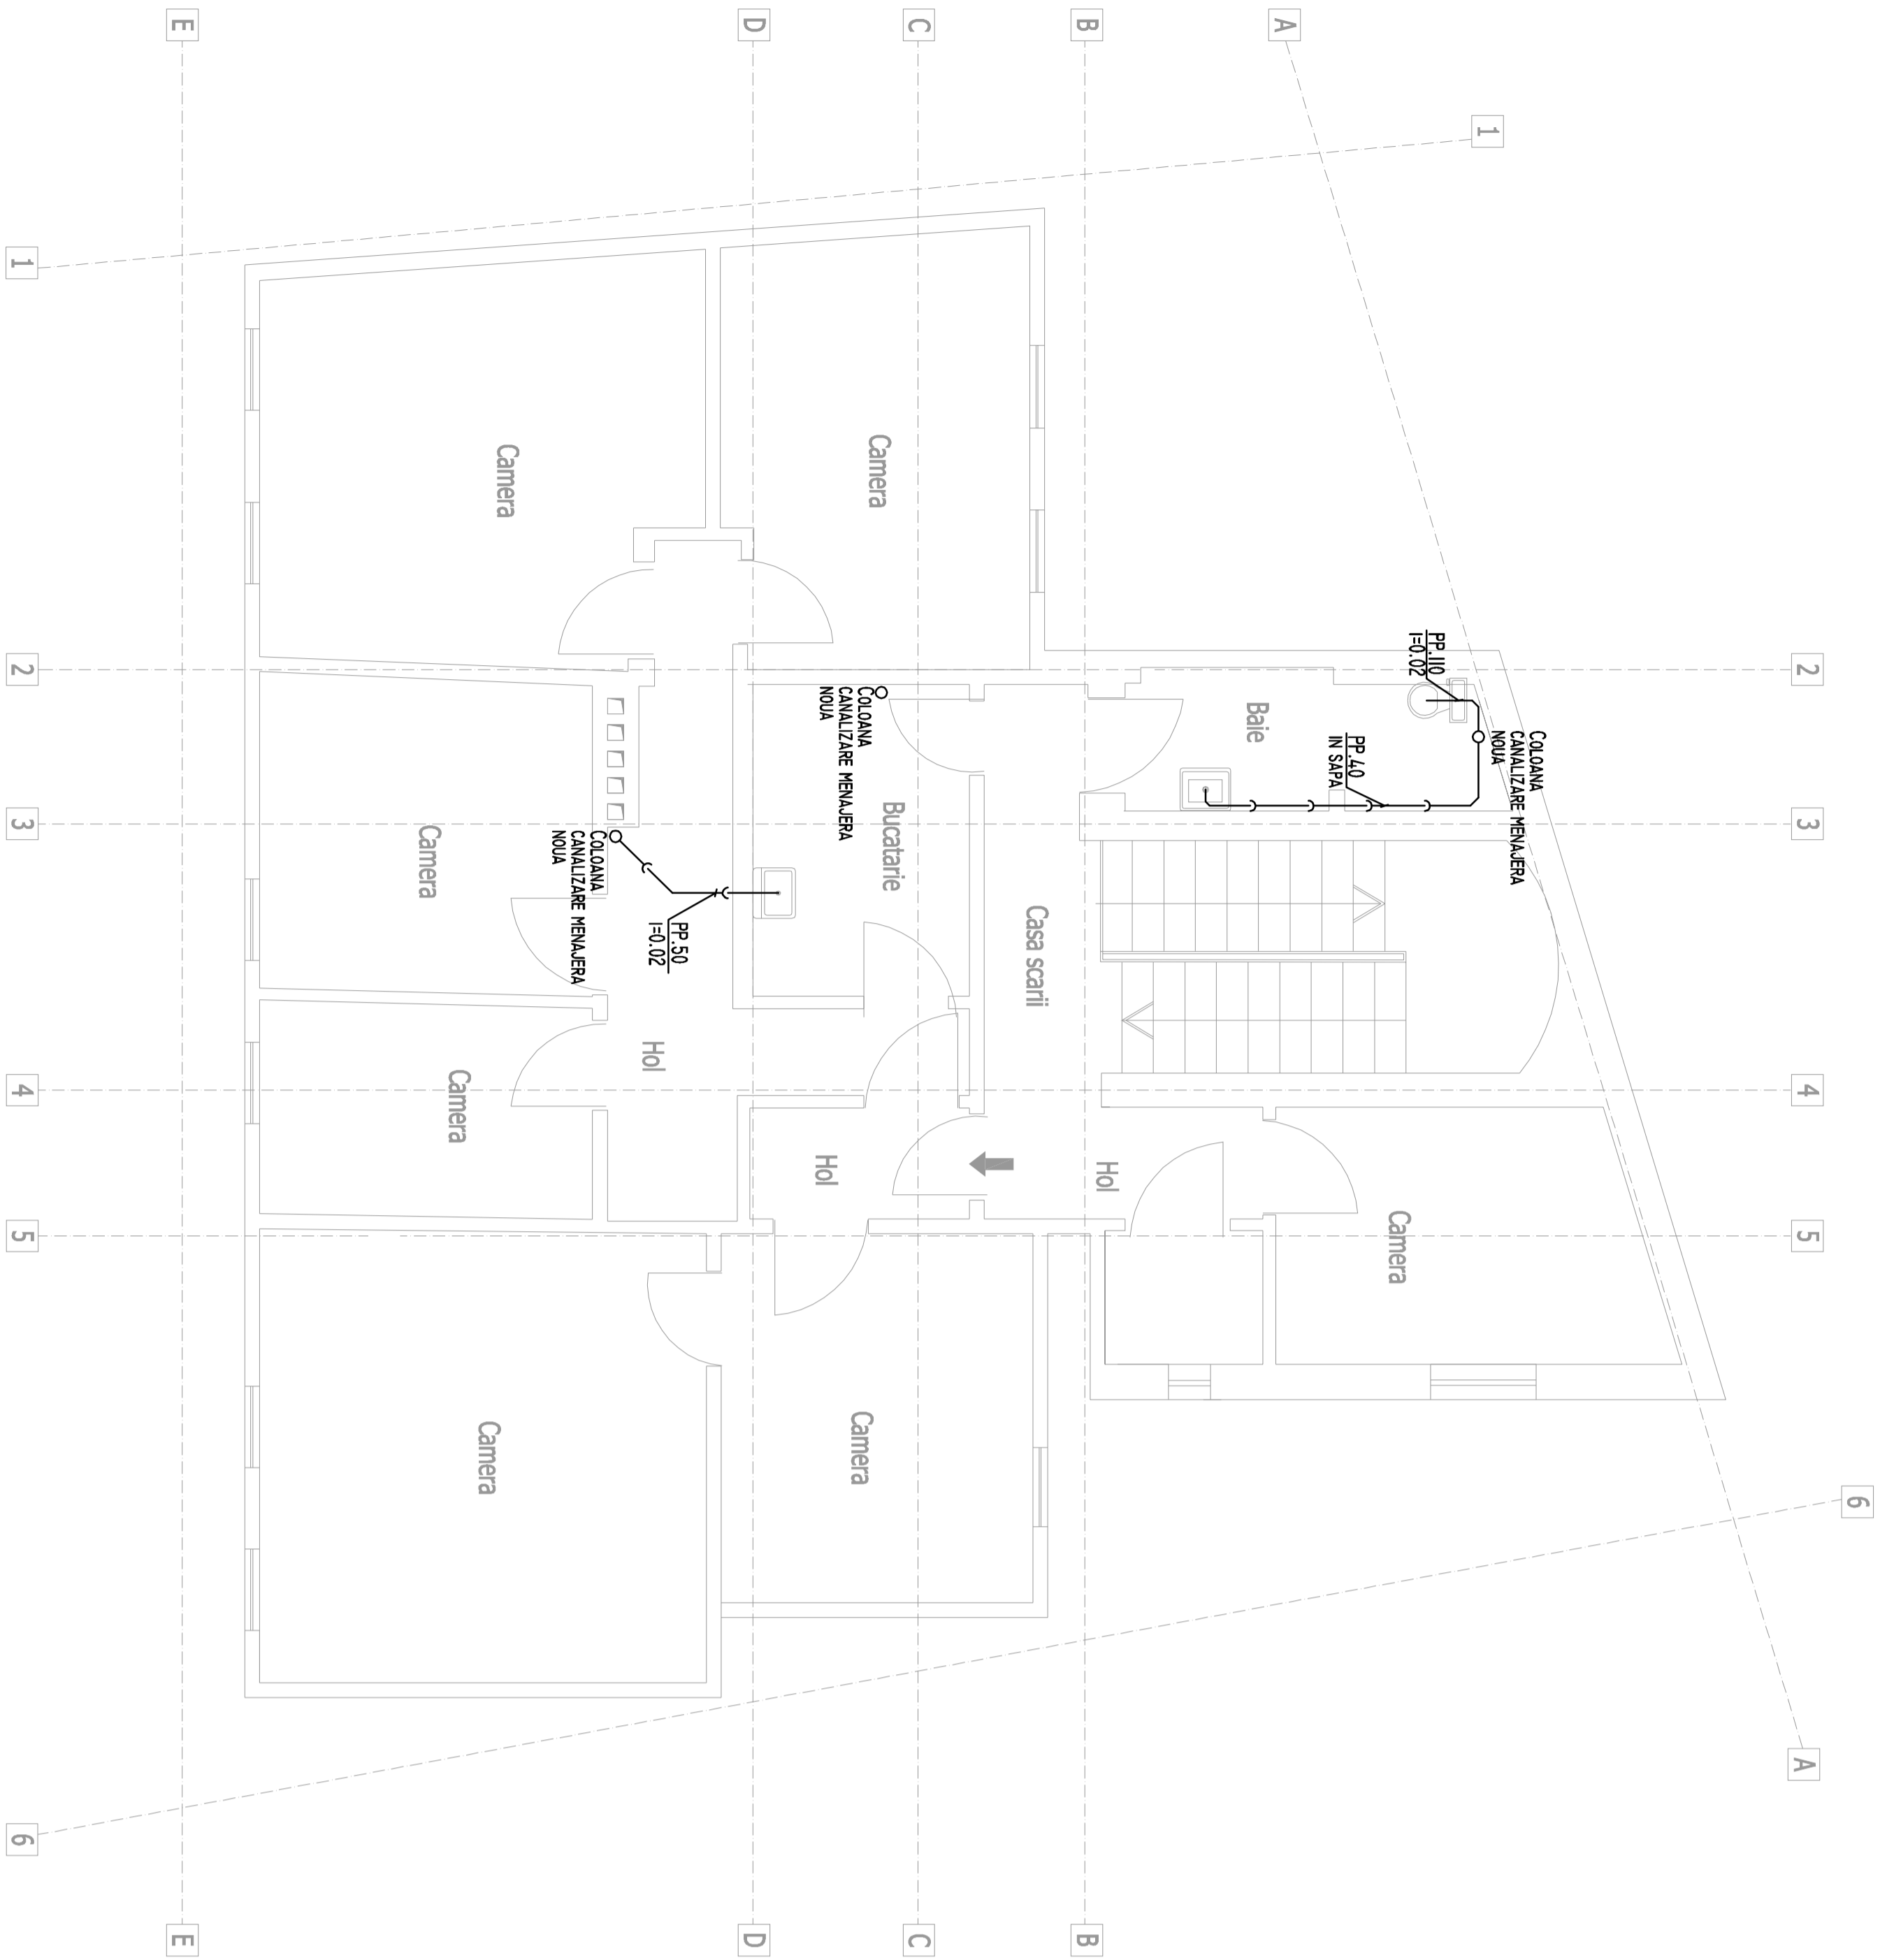 6
2
3
4
5
A
COLOANA
CANALIZARE MENAJERA
NOUA
1
PP.110
I=0.02
Camera
PP.40
IN SAPA
A
Baie
Hol
B
B
Casa scarii
C
C
Bucatarie
Camera
COLOANA
CANALIZARE MENAJERA
NOUA
Camera
Hol
D
D
PP.50
I=0.02
Hol
COLOANA
CANALIZARE MENAJERA
NOUA
Camera
Camera
Camera
Camera
E
E
1
2
3
4
5
6